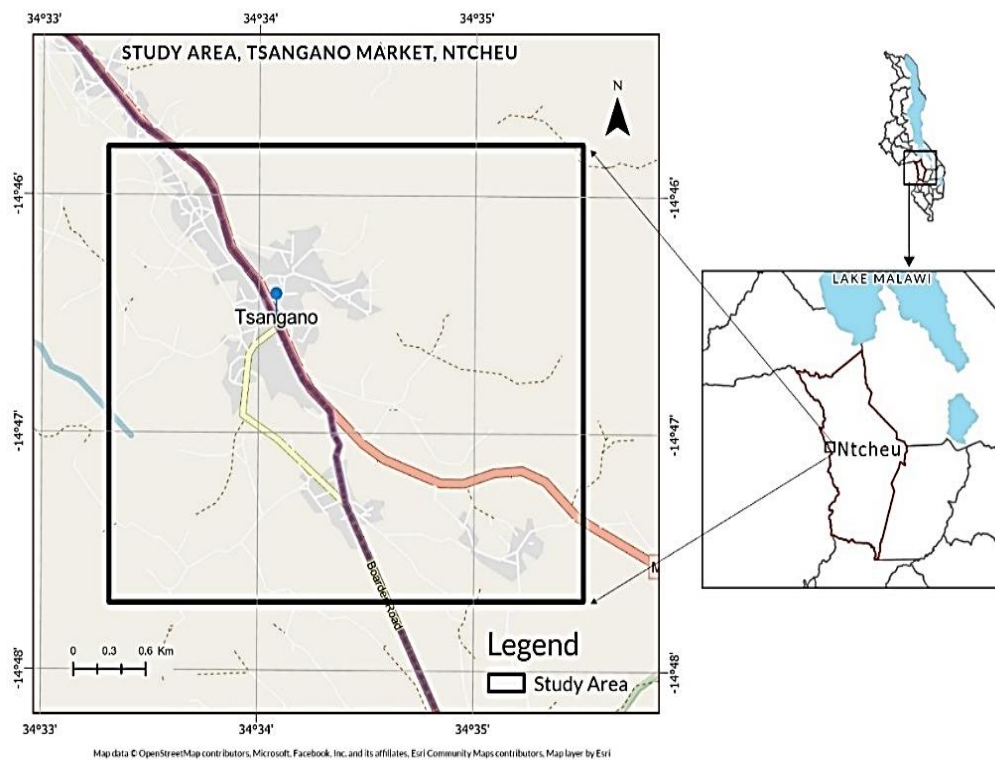 34°33'
34°34'
34°35'
STUDY AREA, TSANGANO MARKET, NTCHEU
N
-14°46'
-14°46'
Tsangano
LAKE MALAWI
Ntcheu
-14°47'
-14°47'
M
Boarder Road
0 0.3 0.6 Km
Legend
Study Area
-14°48'
-14°48'
34°33'
34°34'
34°35'
Map data © OpenStreetMap contributors, Microsoft, Facebook, Inc. and its affiliates, Esri Community Maps contributors, Map layer by Esri